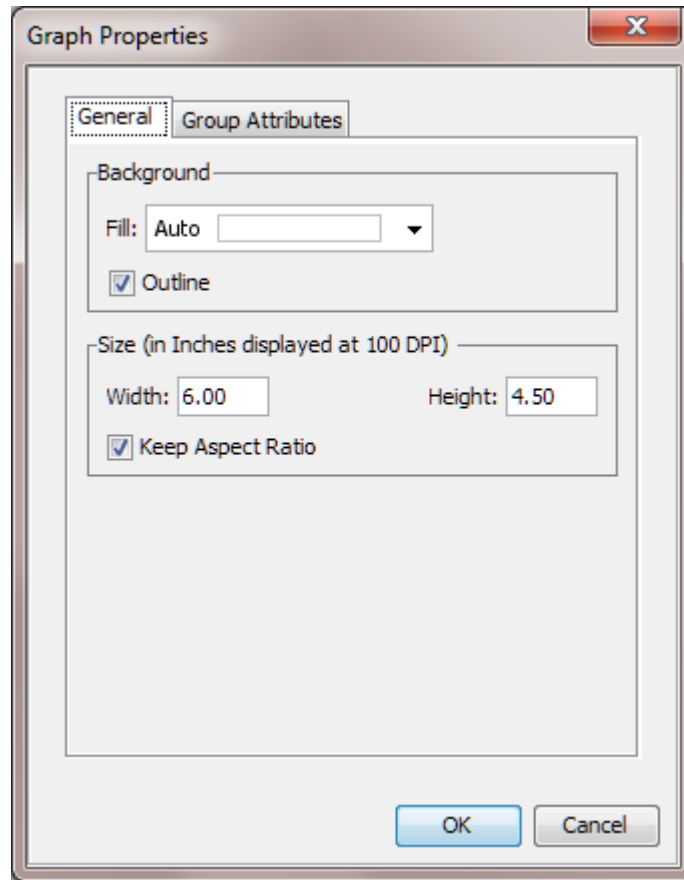 Graph Properties
General Group Attributes
Background
Fill: Auto
Outline
Size (in Inches displayed at 100 DPI)
Width: 6.00 Height: 4.50
Keep Aspect Ratio
OK Cancel